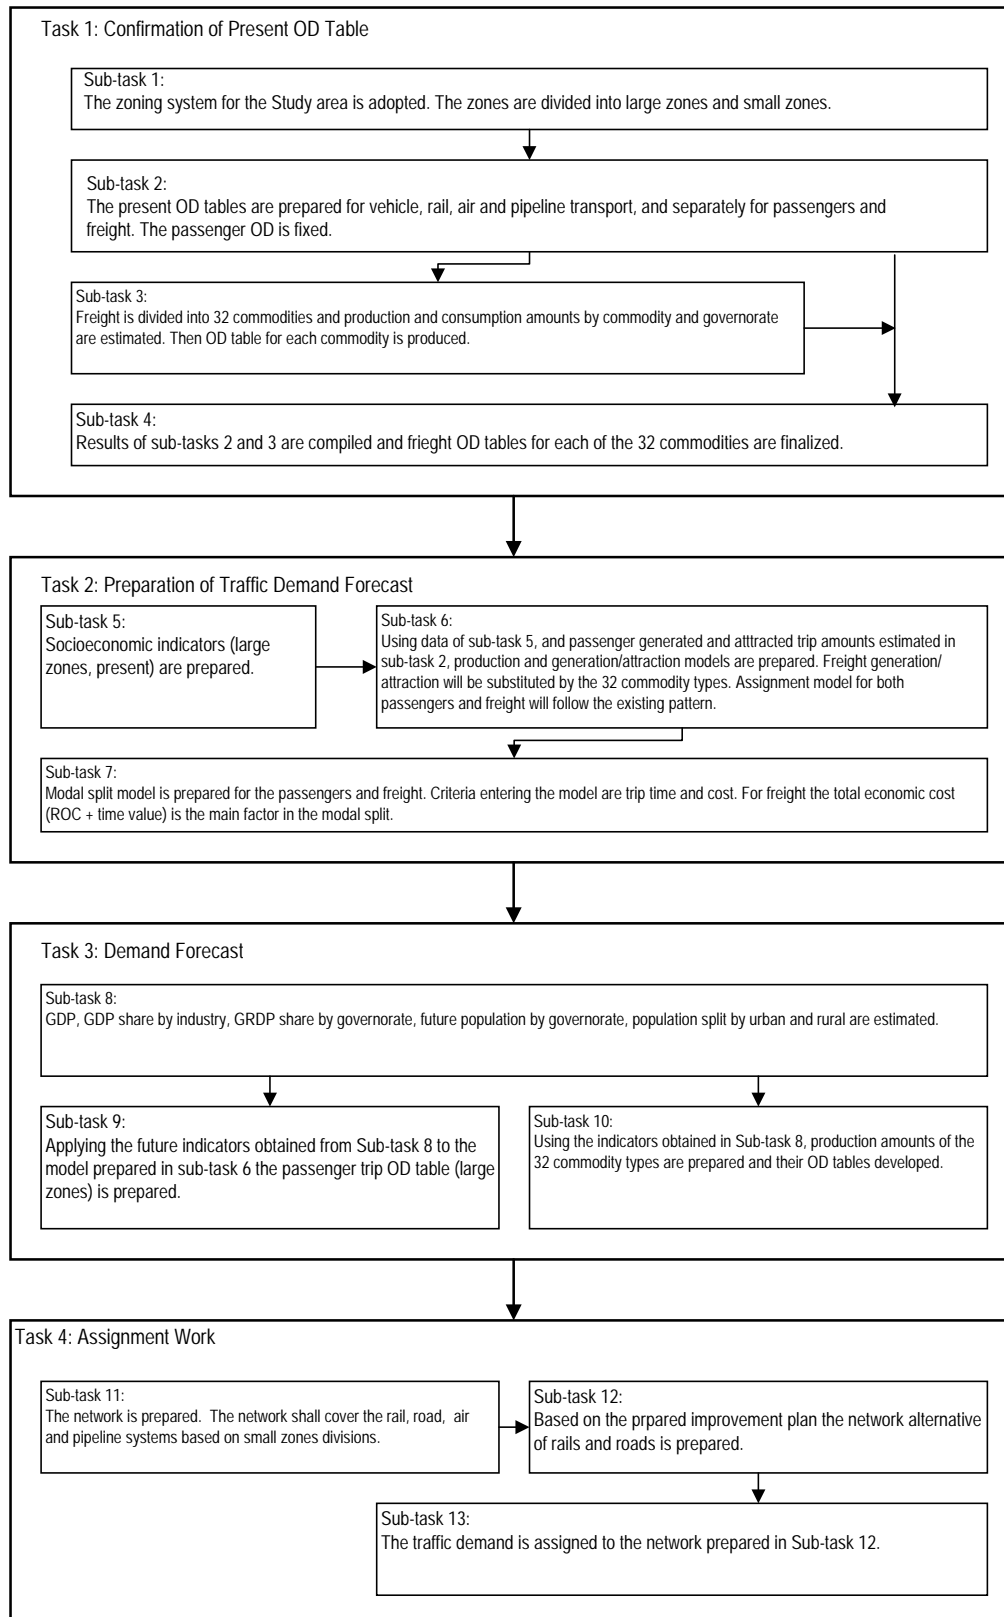 Task 1: Confirmation of Present OD Table
Sub-task 1:
The zoning system for the Study area is adopted. The zones are divided into large zones and small zones.
Sub-task 2:
The present OD tables are prepared for vehicle, rail, air and pipeline transport, and separately for passengers and
freight. The passenger OD is fixed.
Sub-task 3:
Freight is divided into 32 commodities and production and consumption amounts by commodity and governorate
are estimated. Then OD table for each commodity is produced.
Sub-task 4:
Results of sub-tasks 2 and 3 are compiled and frieght OD tables for each of the 32 commodities are finalized.
Task 2: Preparation of Traffic Demand Forecast
Sub-task 5:
Socioeconomic indicators (large
zones, present) are prepared.
Sub-task 6:
Using data of sub-task 5, and passenger generated and atttracted trip amounts estimated in
sub-task 2, production and generation/attraction models are prepared. Freight generation/
attraction will be substituted by the 32 commodity types. Assignment model for both
passengers and freight will follow the existing pattern.
Sub-task 7:
Modal split model is prepared for the passengers and freight. Criteria entering the model are trip time and cost. For freight the total economic cost
(ROC + time value) is the main factor in the modal split.
Task 3: Demand Forecast
Sub-task 8:
GDP, GDP share by industry, GRDP share by governorate, future population by governorate, population split by urban and rural are estimated.
Sub-task 9:
Applying the future indicators obtained from Sub-task 8 to the
model prepared in sub-task 6 the passenger trip OD table (large
zones) is prepared.
Sub-task 10:
Using the indicators obtained in Sub-task 8, production amounts of the
32 commodity types are prepared and their OD tables developed.
Task 4: Assignment Work
Sub-task 11:
The network is prepared. The network shall cover the rail, road, air
and pipeline systems based on small zones divisions.
Sub-task 12:
Based on the prpared improvement plan the network alternative
of rails and roads is prepared.
Sub-task 13:
The traffic demand is assigned to the network prepared in Sub-task 12.